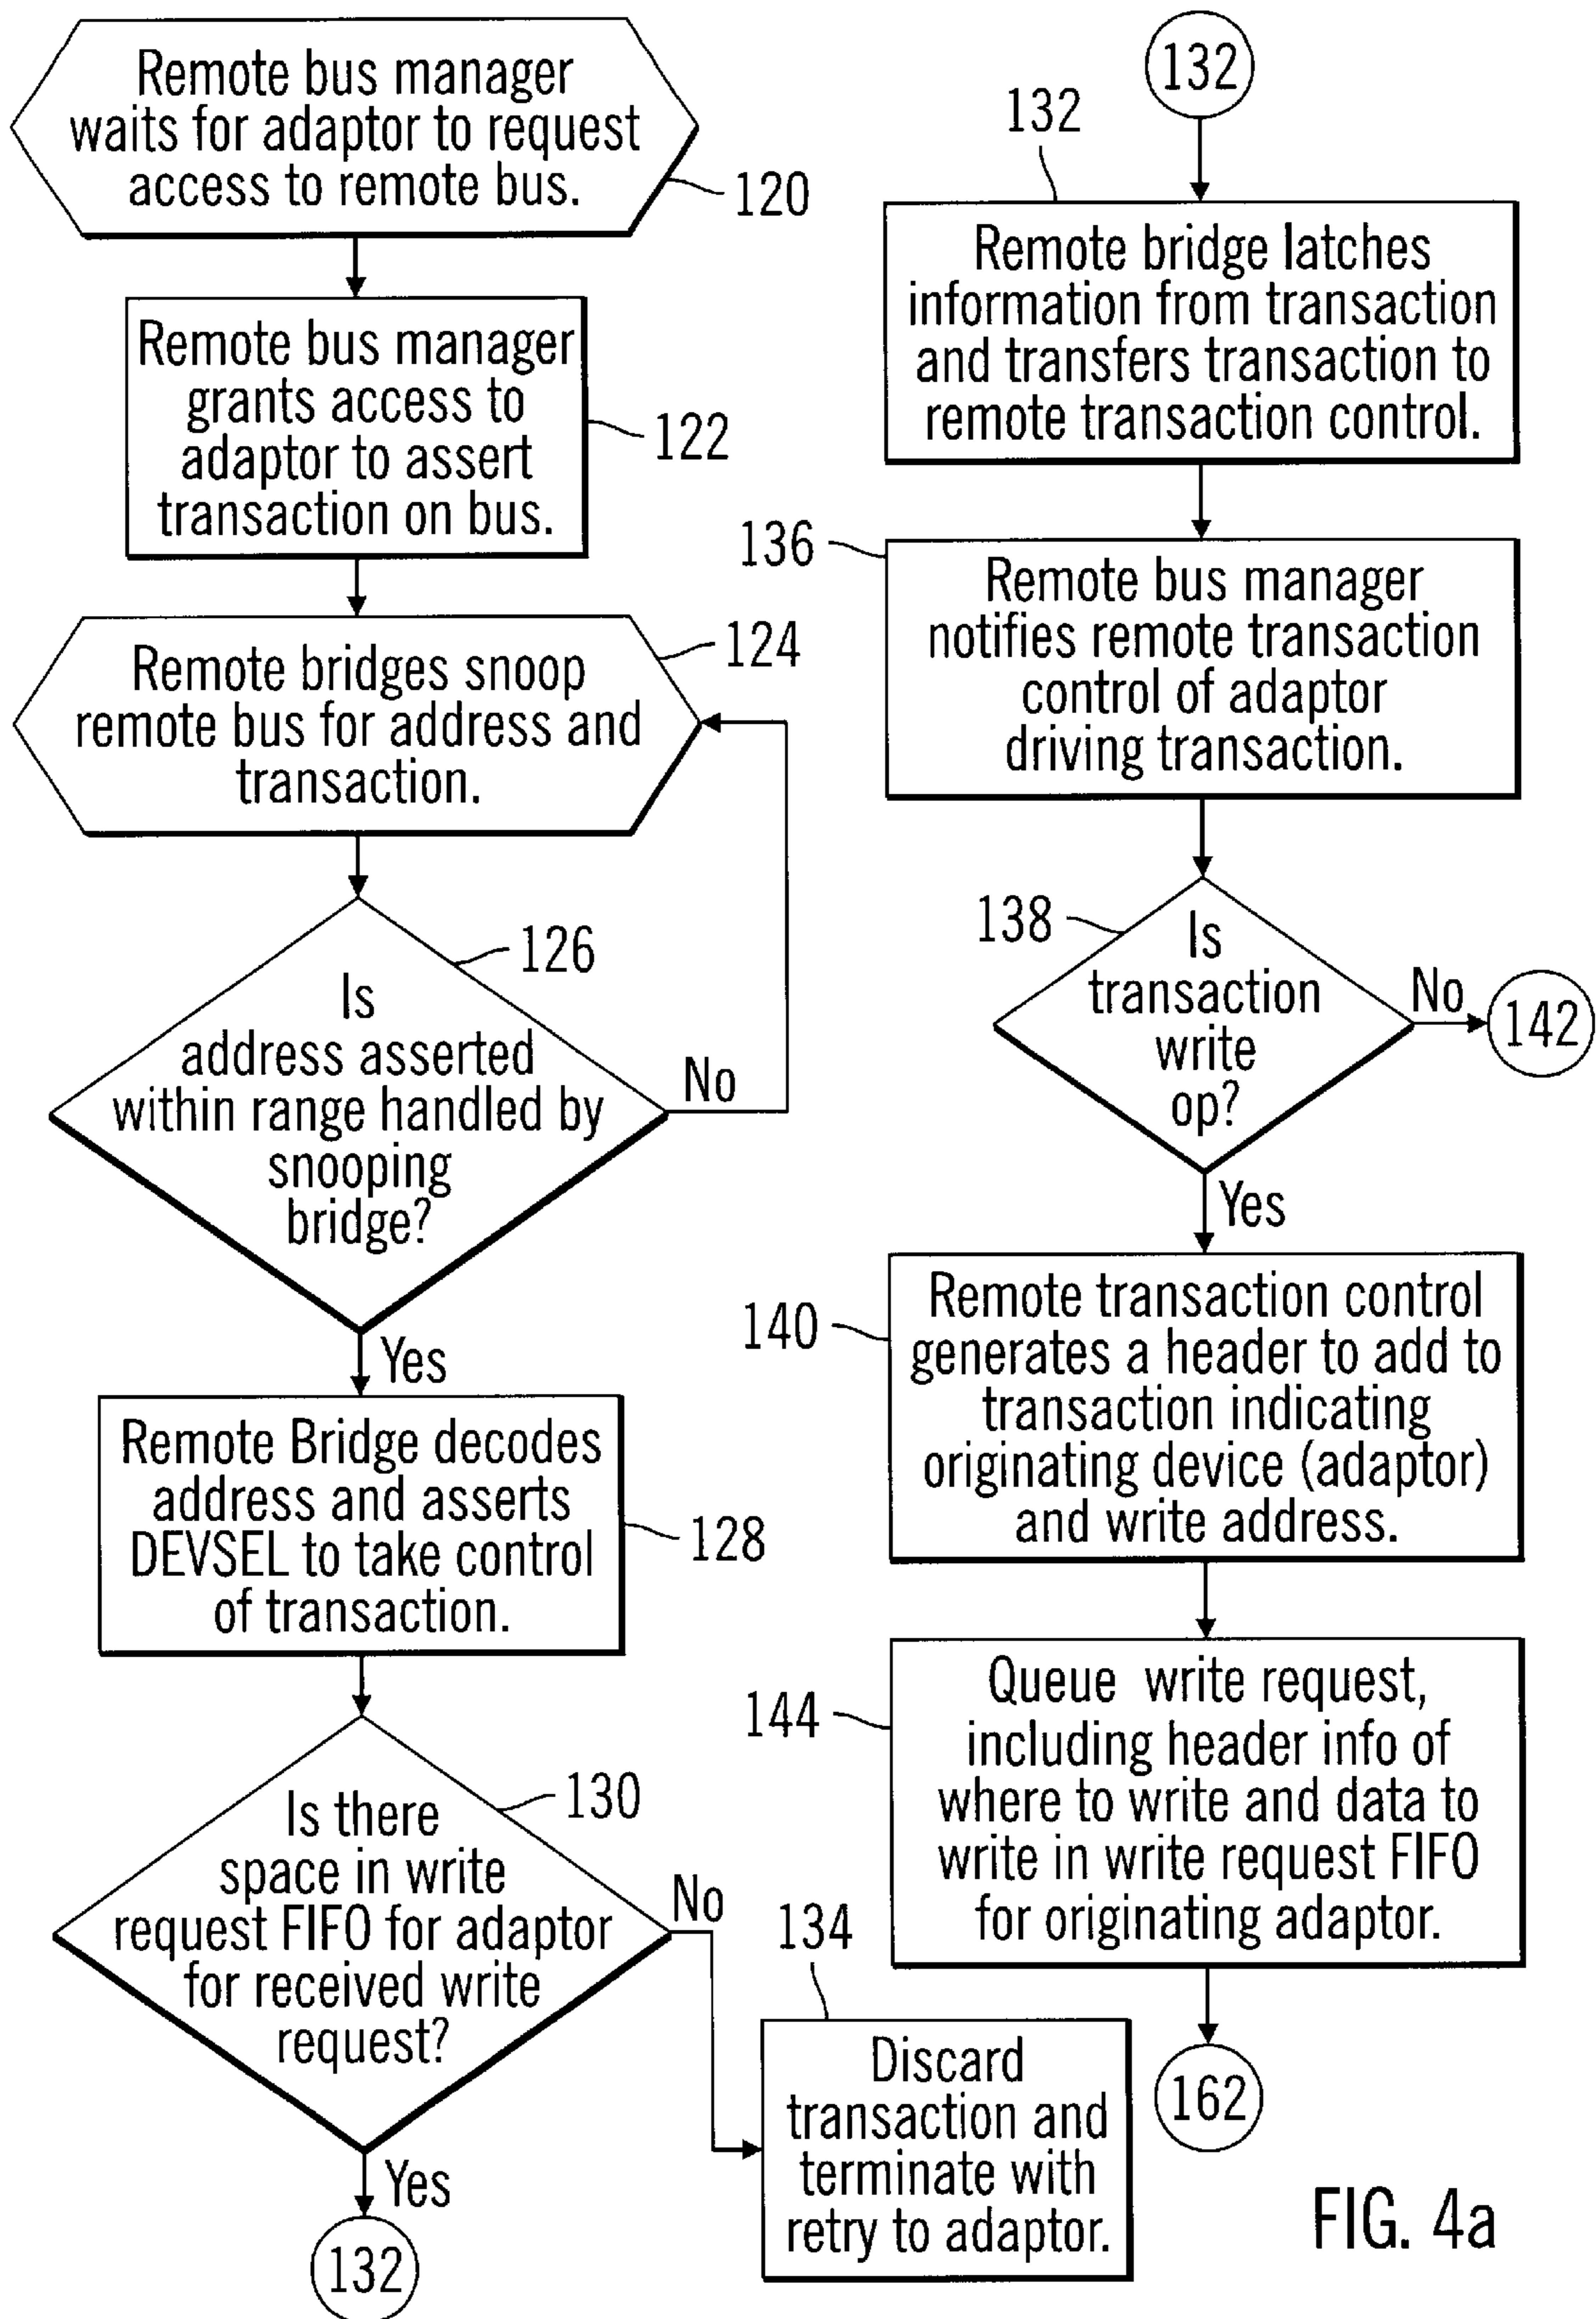 Remote bus manager
waits for adaptor to request
access to remote bus.
120
Remote bus manager
grants access to
adaptor to assert
transaction on bus.
122
Remote bridges snoop
remote bus for address and
transaction.
124
Is
address asserted
within range handled by
snooping
bridge?
126
No
Yes
Remote Bridge decodes
address and asserts
DEVSEL to take control
of transaction.
128
Is there
space in write
request FIFO for adaptor
for received write
request?
130
No
Yes
132
134
Discard
transaction and
terminate with
retry to adaptor.
132
132
Remote bridge latches
information from transaction
and transfers transaction to
remote transaction control.
136
Remote bus manager
notifies remote transaction
control of adaptor
driving transaction.
138
Is
transaction
write
op?
No
142
Yes
140
Remote transaction control
generates a header to add to
transaction indicating
originating device (adaptor)
and write address.
144
Queue write request,
including header info of
where to write and data to
write in write request FIFO
for originating adaptor.
162
FIG. 4a